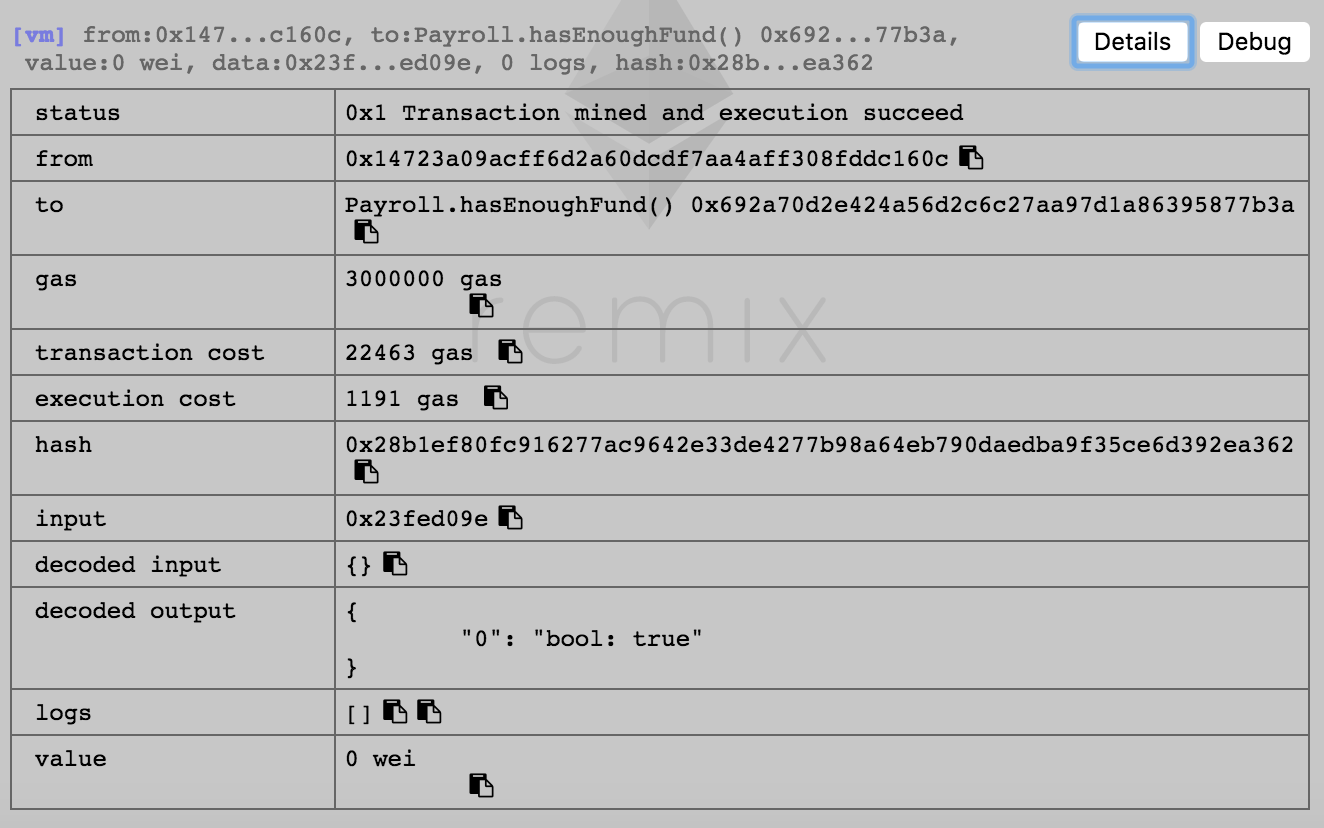 [vm] from:0x147...c160c, to:Payroll.hasEnoughFund() 0x692...77b3a,
value:0 wei, data:0x23f...ed09e, 0 logs, hash:0x28b...ea362
Details Debug
status 0x1 Transaction mined and execution succeed
from 0x14723a09acff6d2a60dcdf7aa4aff308fddc160c
to Payroll.hasEnoughFund() 0x692a70d2e424a56d2c6c27aa97d1a86395877b3a
gas 3000000 gas
remix
transaction cost 22463 gas
execution cost 1191 gas
hash 0x28b1ef80fc916277ac9642e33de4277b98a64eb790daedba9f35ce6d392ea362
input 0x23fed09e
decoded input {}
decoded output {
"0": "bool: true"
}
logs []
value 0 wei